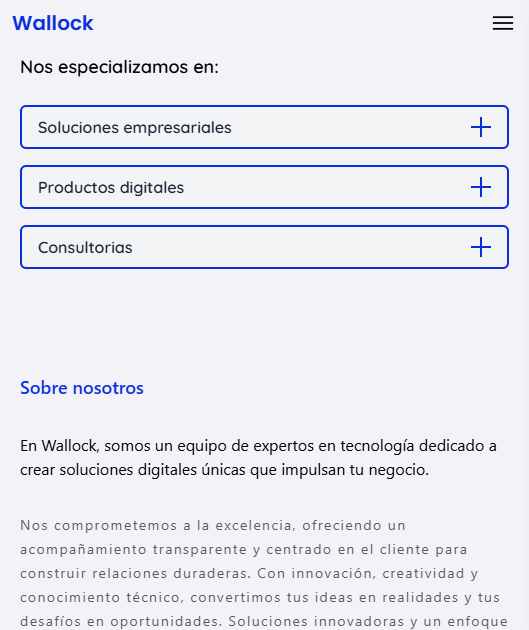 Wallock
Nos especializamos en:
Soluciones empresariales
Productos digitales
Consultorias
Sobre nosotros
En Wallock, somos un equipo de expertos en tecnología dedicado a
crear soluciones digitales únicas que impulsan tu negocio.
Nos comprometemos a la excelencia, ofreciendo un
acompañamiento transparente y centrado en el cliente para
construir relaciones duraderas. Con innovación, creatividad y
conocimiento técnico, convertimos tus ideas en realidades y tus
desafíos en oportunidades. Soluciones innovadoras y un enfoque